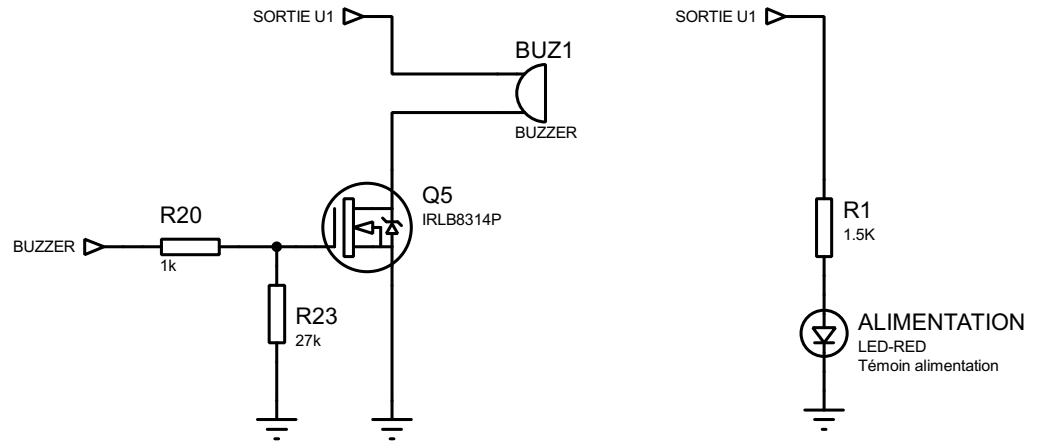 SORTIE U1
BUZ1
BUZZER
Q5
IRLB8314P
R20
1k
BUZZER
R23
27k
SORTIE U1
R1
1.5K
ALIMENTATION
LED-RED
Témoin alimentation